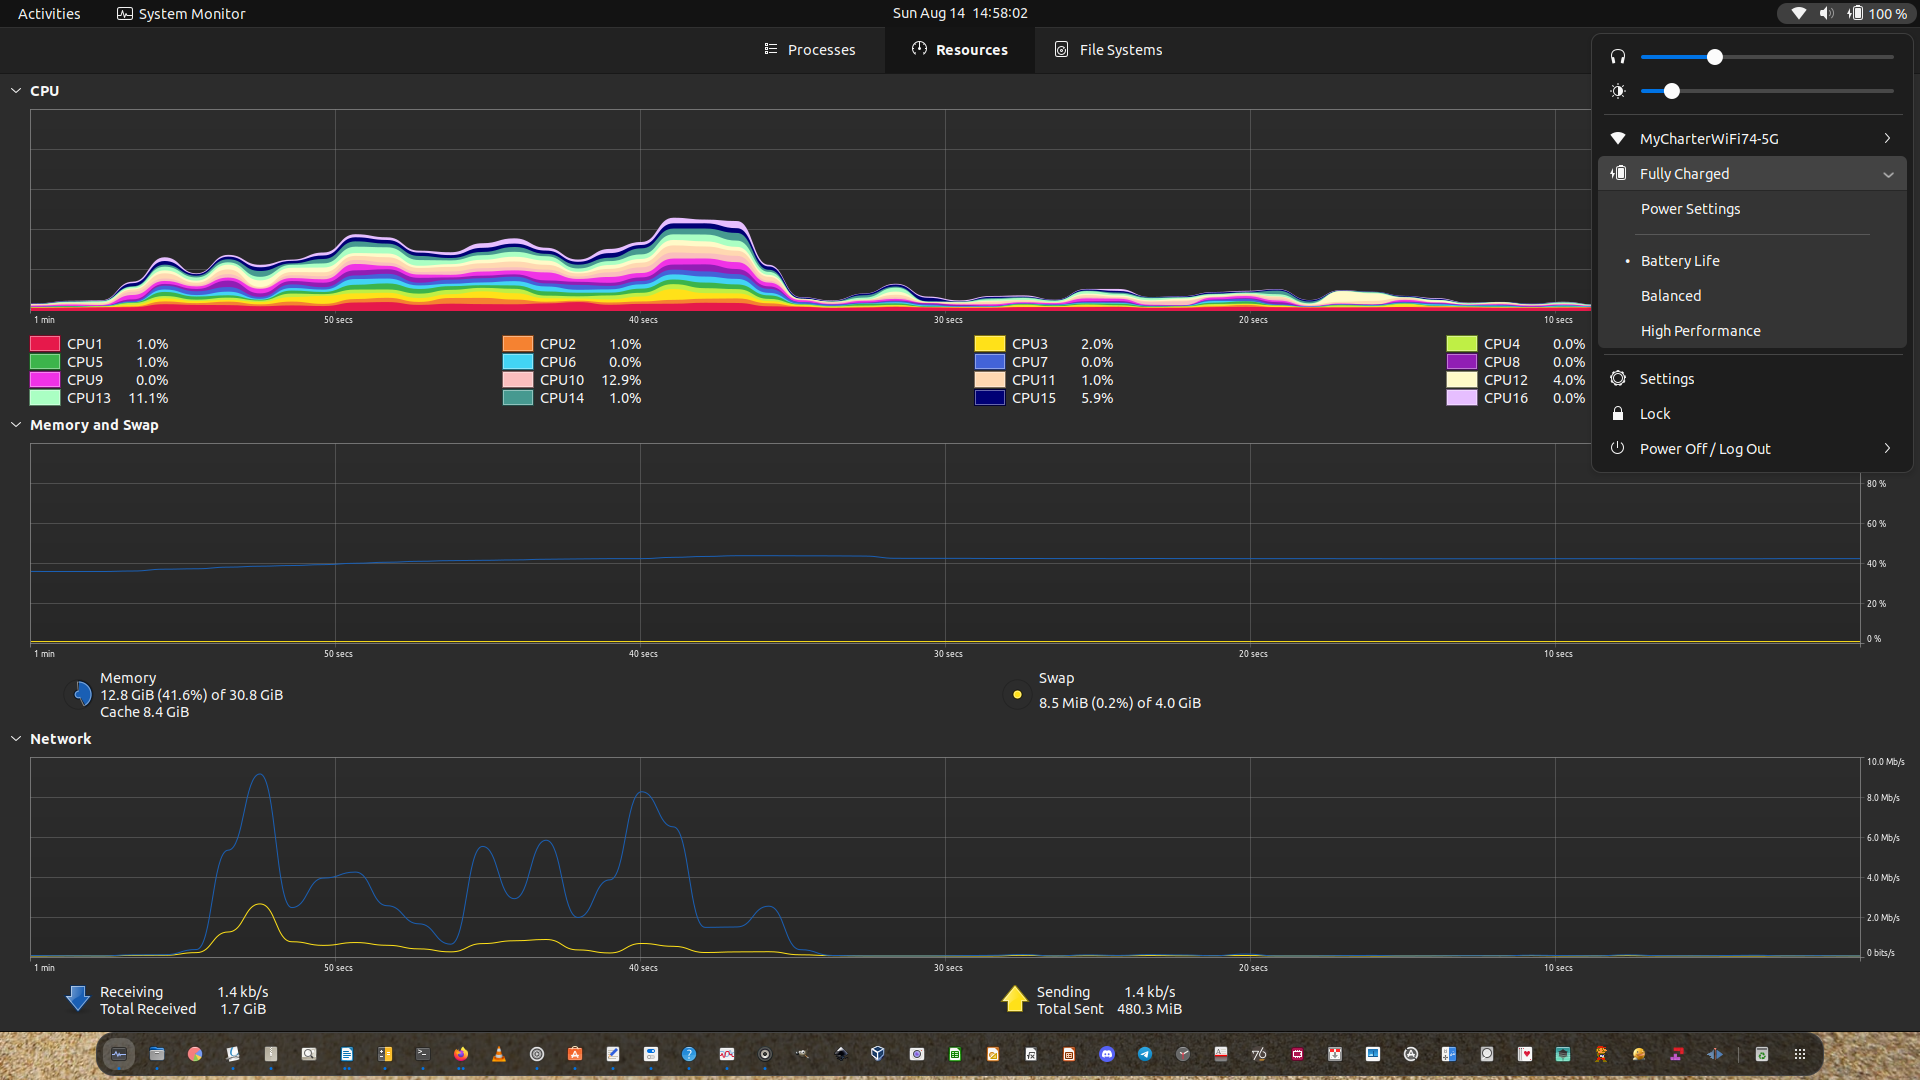 Activities
System Monitor
Sun Aug 14 14:58:02
100 %
Processes
Resources
File Systems
CPU
1 min
50 secs
40 secs
30 secs
20 secs
10 secs
CPU1 1.0%
CPU2 1.0%
CPU3 2.0%
CPU4 0.0%
CPU5 1.0%
CPU6 0.0%
CPU7 0.0%
CPU8 0.0%
CPU9 0.0%
CPU10 12.9%
CPU11 1.0%
CPU12 4.0%
CPU13 11.1%
CPU14 1.0%
CPU15 5.9%
CPU16 0.0%
MyCharterWiFi74-5G
Fully Charged
Power Settings
Battery Life
Balanced
High Performance
Settings
Lock
Power Off / Log Out
Memory and Swap
80 %
60 %
40 %
20 %
0 %
1 min
50 secs
40 secs
30 secs
20 secs
10 secs
Memory
12.8 GiB (41.6%) of 30.8 GiB
Cache 8.4 GiB
Swap
8.5 MiB (0.2%) of 4.0 GiB
Network
10.0 Mb/s
8.0 Mb/s
6.0 Mb/s
4.0 Mb/s
2.0 Mb/s
0 bits/s
1 min
50 secs
40 secs
30 secs
20 secs
10 secs
Receiving 1.4 kb/s
Total Received 1.7 GiB
Sending 1.4 kb/s
Total Sent 480.3 MiB
76